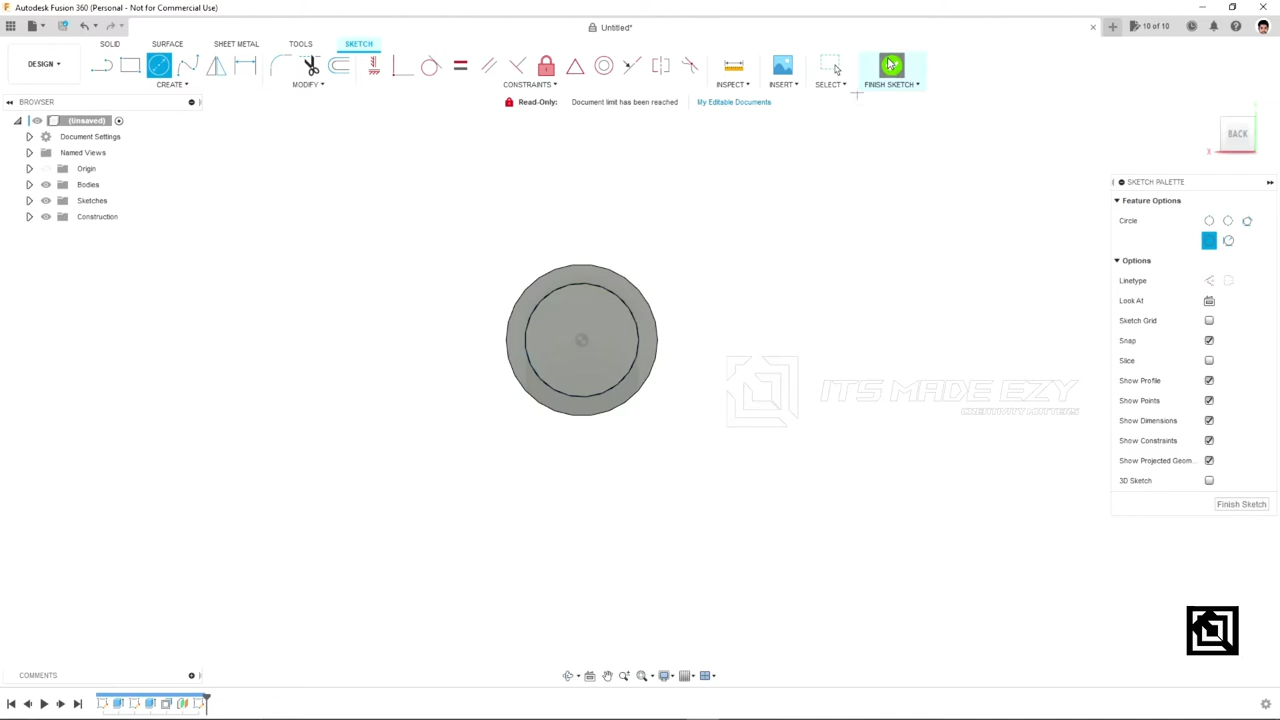 Autodesk Fusion 360 (Personal - Not for Commercial Use)
Untitled*
10 of 10
DESIGN
SOLID SURFACE SHEET METAL TOOLS SKETCH
CREATE MODIFY CONSTRAINTS INSPECT INSERT SELECT FINISH SKETCH
Read-Only: Document limit has been reached My Editable Documents
BROWSER
(Unsaved)
Document Settings
Named Views
Origin
Bodies
Sketches
Construction
BACK
X
SKETCH PALETTE
Feature Options
Circle
Options
Linetype
Look At
Sketch Grid
Snap
Slice
Show Profile
Show Points
Show Dimensions
Show Constraints
Show Projected Geom...
3D Sketch
Finish Sketch
ITS MADE EZY
CREATIVITY MATTERS
COMMENTS